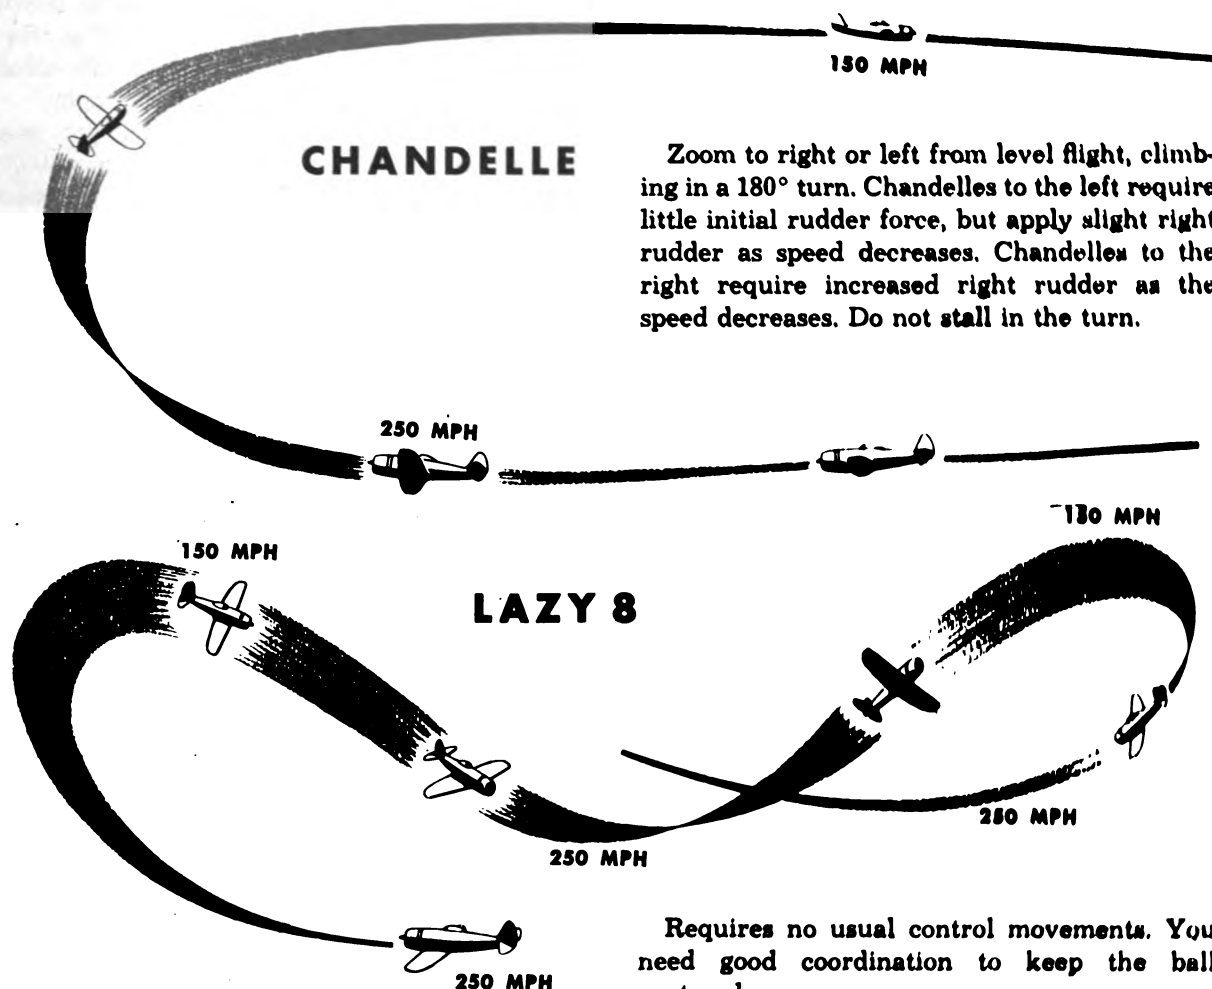 150 MPH
CHANDELLE
Zoom to right or left from level flight, climb-
ing in a 180° turn. Chandelles to the left require
little initial rudder force, but apply slight right
rudder as speed decreases. Chandelles to the
right require increased right rudder as the
speed decreases. Do not stall in the turn.
250 MPH
MPH
150 MPH
LAZY 8
250 MPH
250 MPH
Requires no usual control movements. You
need good coordination to keep the ball
250 MPH